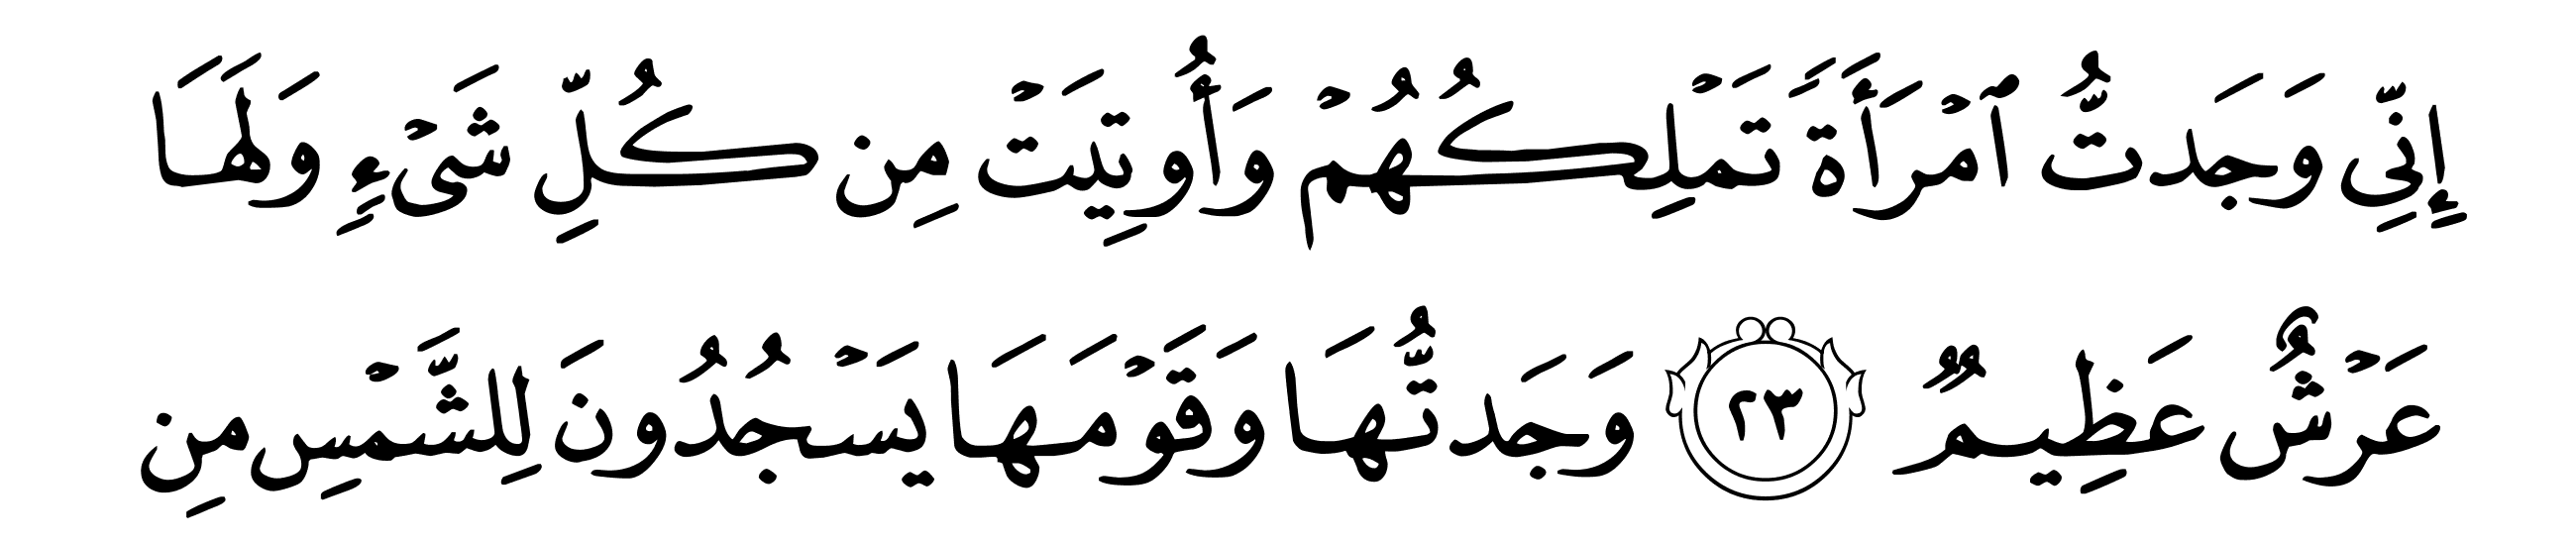 إِنِّي وَجَدتُّ ٱمْرَأَةً تَمْلِكُهُمْ وَأُوتِيَتْ مِن كُلِّ شَىْءٍ وَلَهَا
عَرْشٌ عَظِيمٌ ٢٣ وَجَدتُّهَا وَقَوْمَهَا يَسْجُدُونَ لِلشَّمْسِ مِن